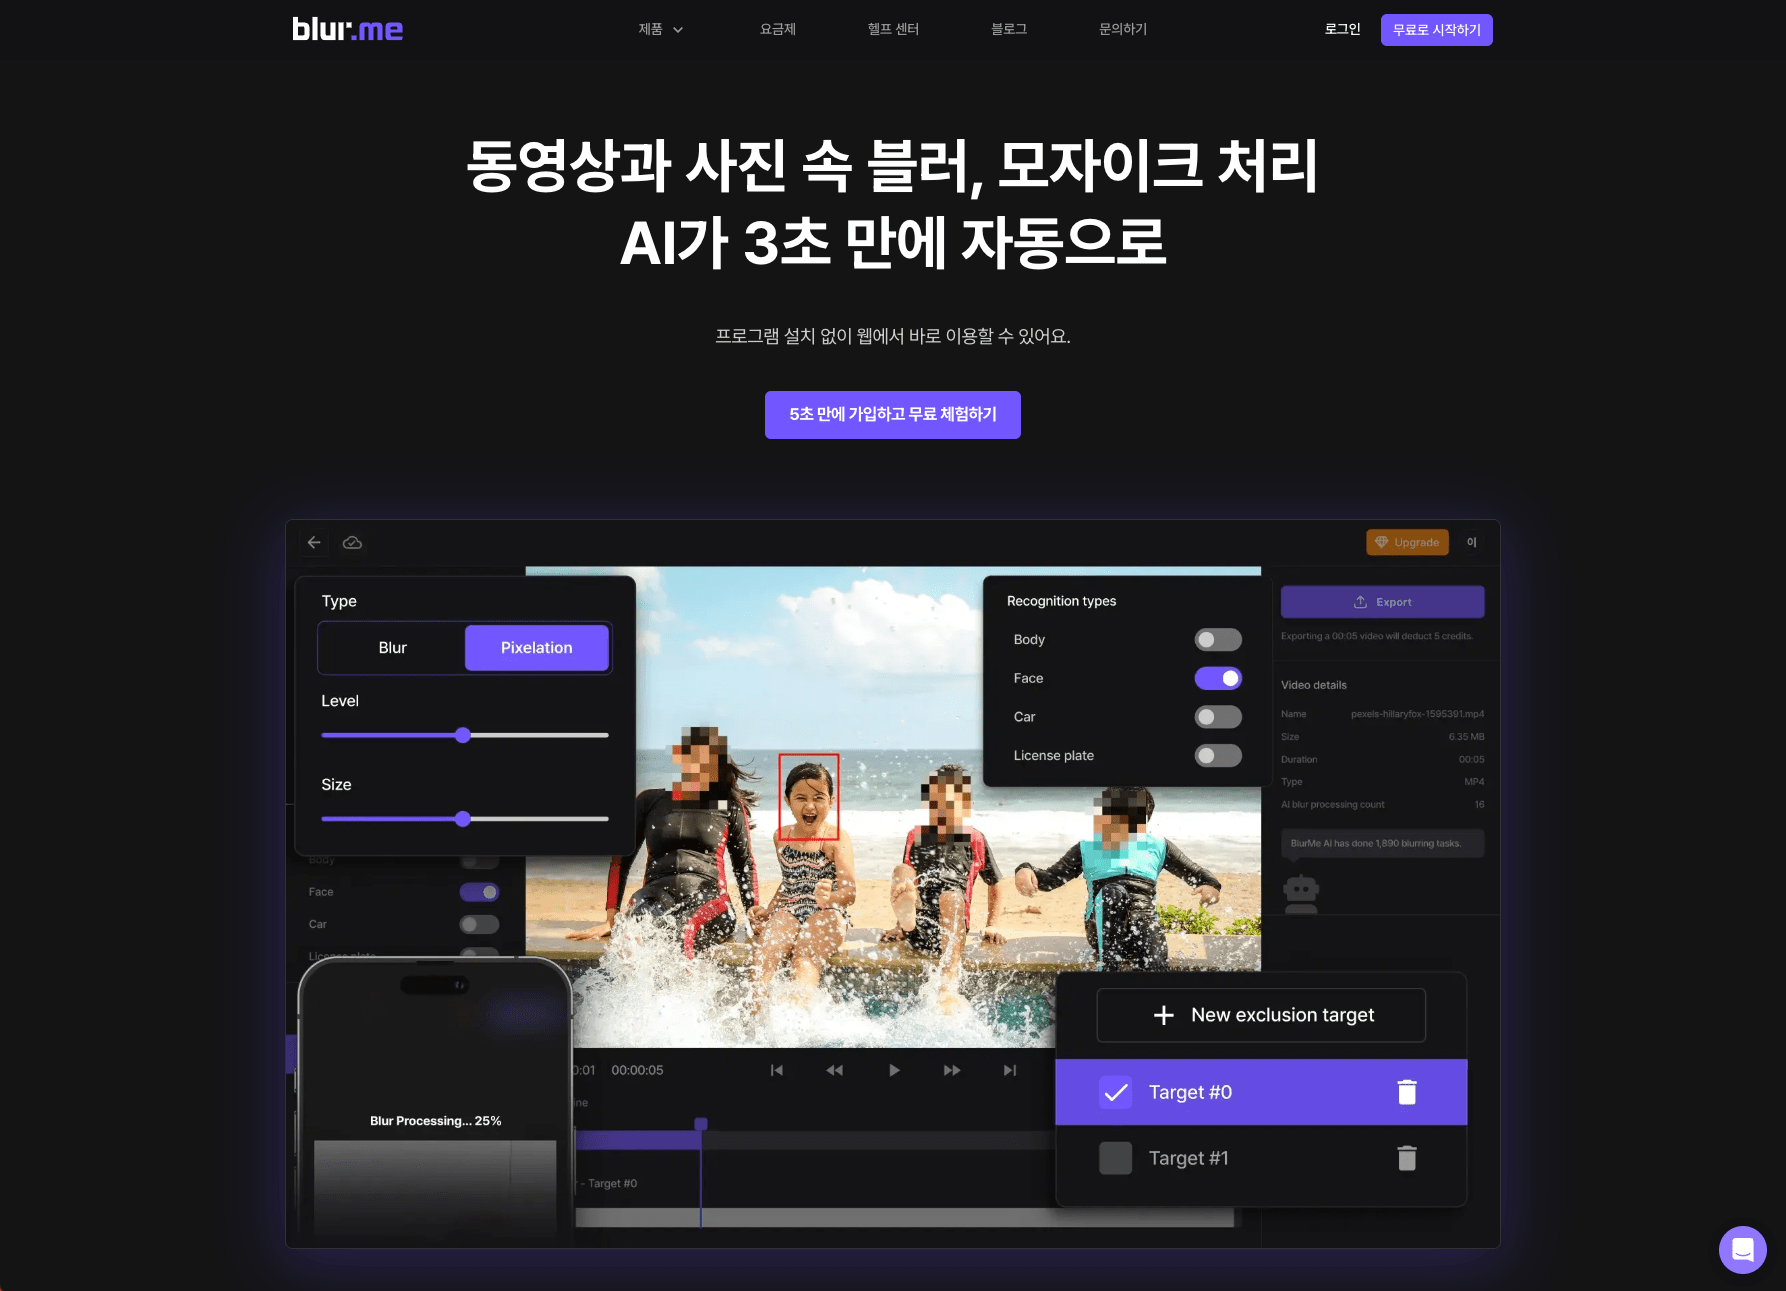 blur.me
제품
요금제
헬프 센터
블로그
문의하기
로그인
무료로 시작하기
동영상과 사진 속 블러, 모자이크 처리
AI가 3초 만에 자동으로
프로그램 설치 없이 웹에서 바로 이용할 수 있어요.
5초 만에 가입하고 무료 체험하기
Upgrade
이
Type
Blur
Pixelation
Level
Size
Body
Face
Car
License plate
Recognition types
Body
Face
Car
License plate
Export
Exporting a 00:05 video will deduct 5 credits.
Video details
Name pexels-hillaryfox-1595391.mp4
Size 6.35 MB
Duration 00:05
Type MP4
AI blur processing count 16
BlurMe AI has done 1,890 blurring tasks.
0:01 00:00:05
ine
r - Target #0
Blur Processing... 25%
New exclusion target
Target #0
Target #1